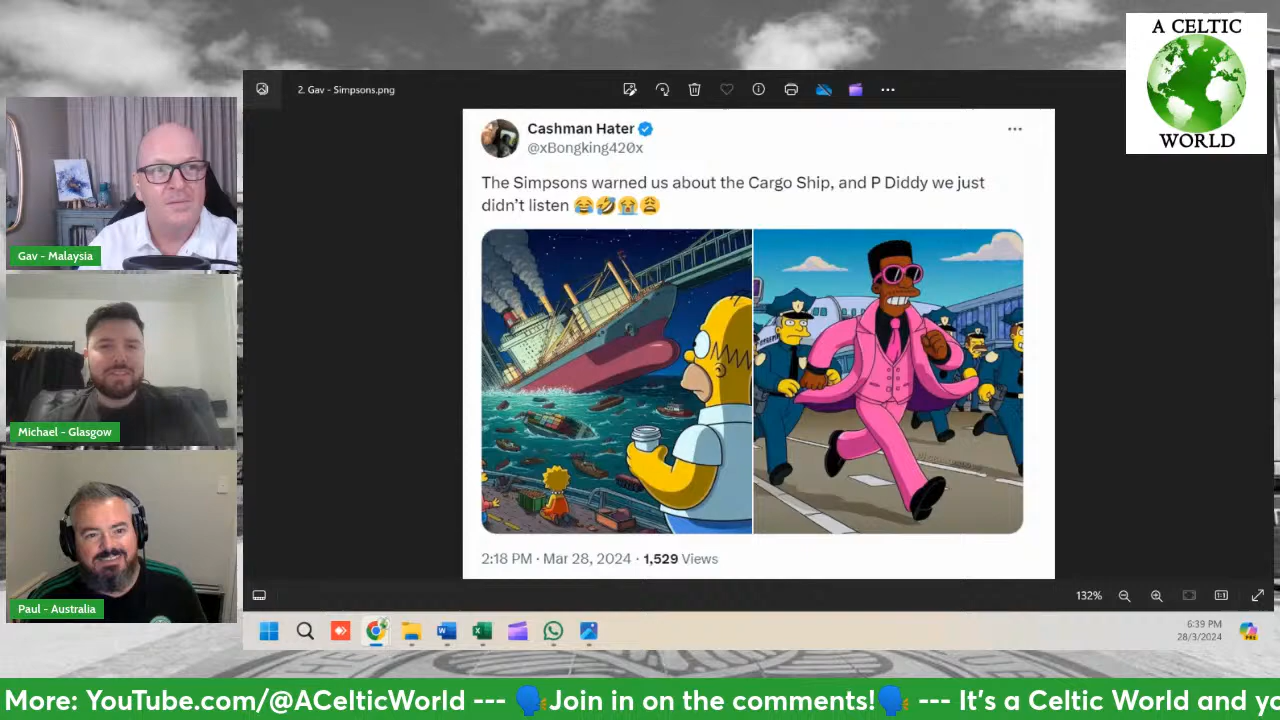 A CELTIC
WORLD
2. Gav - Simpsons.png
Cashman Hater
@xBongking420x
The Simpsons warned us about the Cargo Ship, and P Diddy we just
didn't listen 😂🤣😭😩
2:18 PM · Mar 28, 2024 · 1,529 Views
Gav - Malaysia
Michael - Glasgow
Paul - Australia
132%
1:1
6:39 PM
28/3/2024
PRE
More: YouTube.com/@ACelticWorld --- 🗣️Join in on the comments!🗣️ --- It's a Celtic World and yo